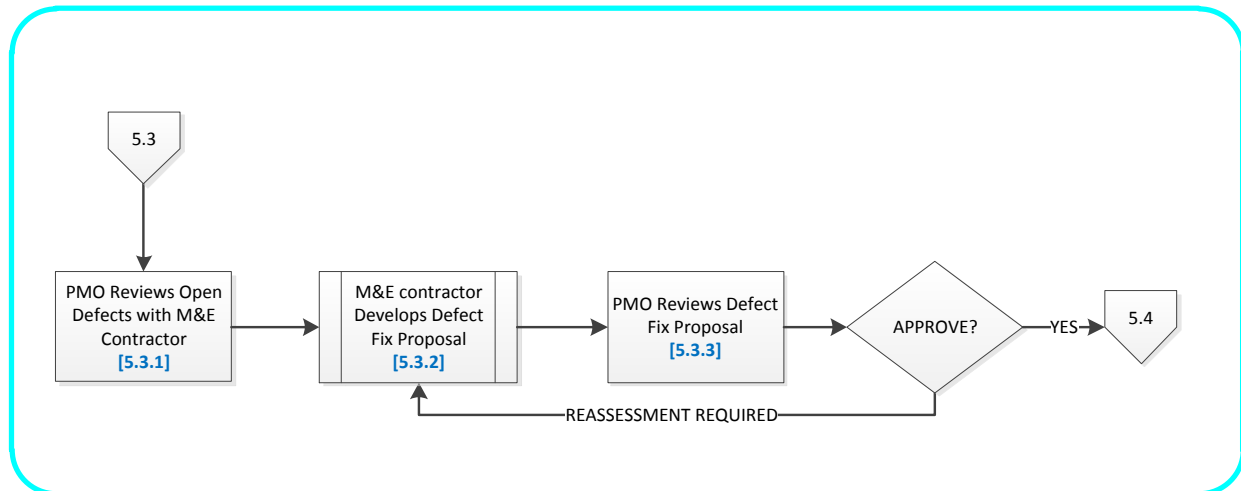 5.3
PMO Reviews Open
Defects with M&E
Contractor
[5.3.1]
M&E contractor
Develops Defect
Fix Proposal
[5.3.2]
PMO Reviews Defect
Fix Proposal
[5.3.3]
APPROVE?
YES
5.4
REASSESSMENT REQUIRED